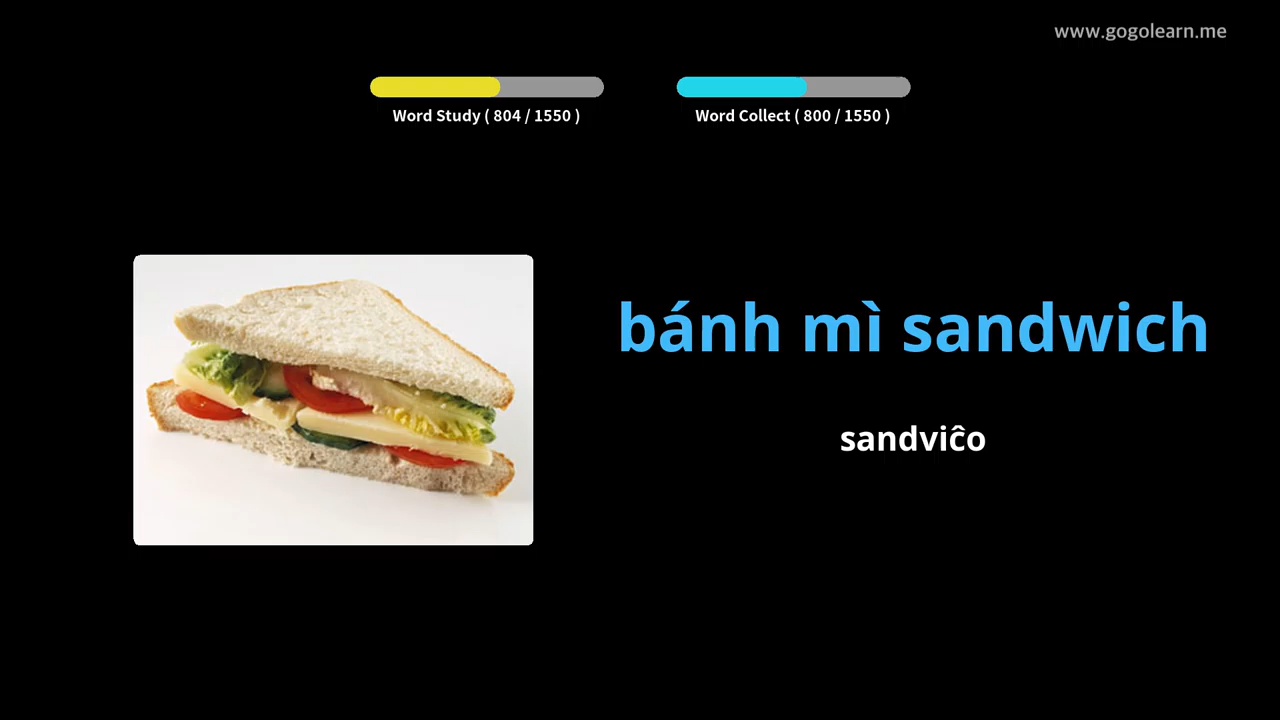 www.gogolearn.me
Word Study ( 804 / 1550 )
Word Collect ( 800 / 1550 )
bánh mì sandwich
sandviĉo